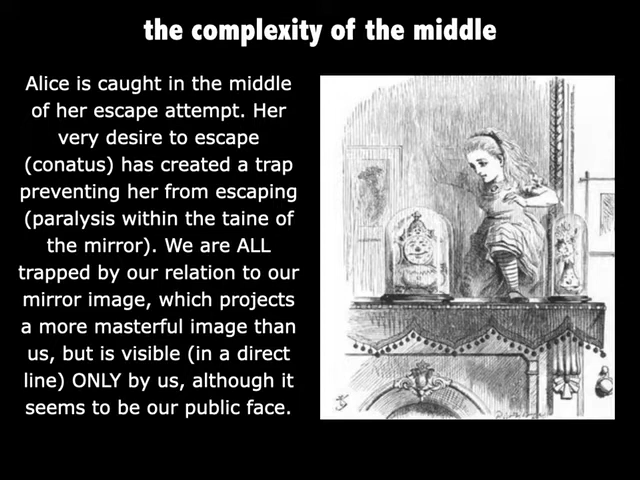 the complexity of the middle
Alice is caught in the middle
of her escape attempt. Her
very desire to escape
(conatus) has created a trap
preventing her from escaping
(paralysis within the taine of
the mirror). We are ALL
trapped by our relation to our
mirror image, which projects
a more masterful image than
us, but is visible (in a direct
line) ONLY by us, although it
seems to be our public face.